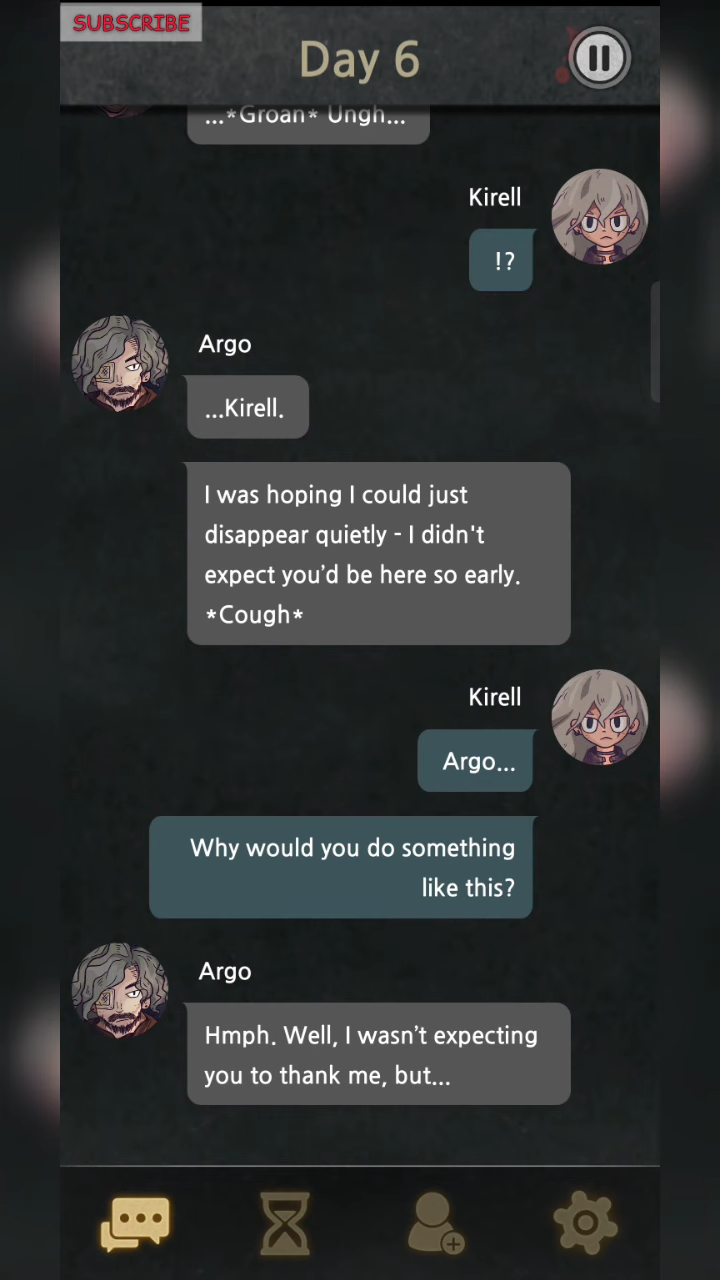 SUBSCRIBE
Day 6
...*Groan* Ungh...
Kirell
!?
Argo
...Kirell.
I was hoping I could just
disappear quietly - I didn't
expect you'd be here so early.
*Cough*
Kirell
Argo...
Why would you do something
like this?
Argo
Hmph. Well, I wasn't expecting
you to thank me, but...